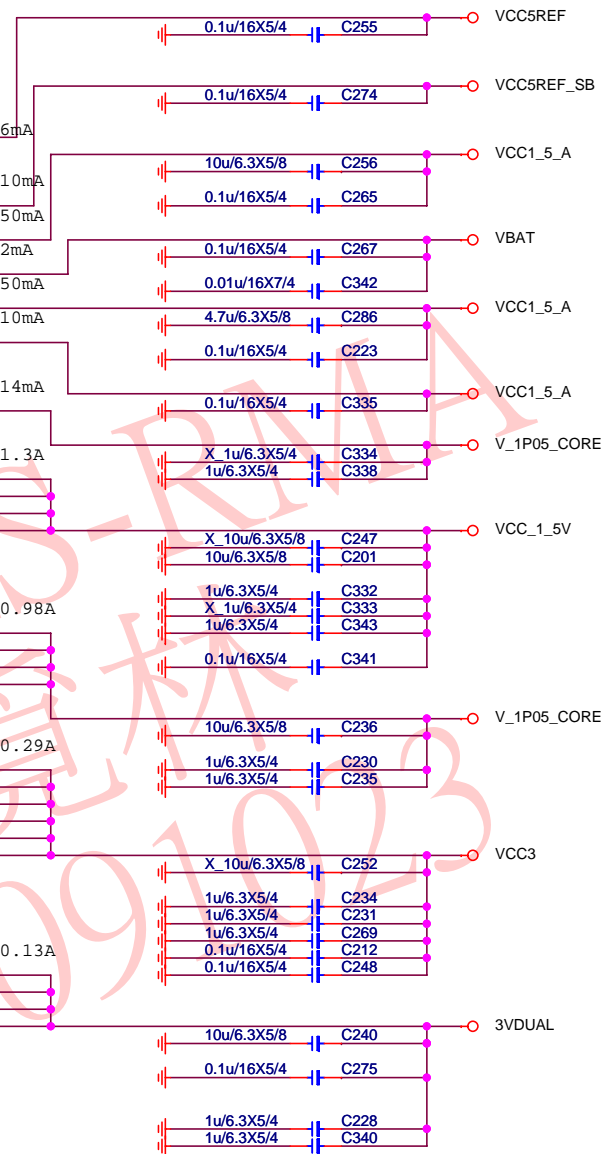 VCC5REF
0.1u/16X5/4 C255
VCC5REF_SB
0.1u/16X5/4 C274
6mA
VCC1_5_A
10u/6.3X5/8 C256
10mA
0.1u/16X5/4 C265
50mA
VBAT
2mA
0.1u/16X5/4 C267
50mA
0.01u/16X7/4 C342
VCC1_5_A
10mA
4.7u/6.3X5/8 C286
0.1u/16X5/4 C223
14mA
VCC1_5_A
0.1u/16X5/4 C335
V_1P05_CORE
1.3A
X_1u/6.3X5/4 C334
1u/6.3X5/4 C338
VCC_1_5V
X_10u/6.3X5/8 C247
10u/6.3X5/8 C201
1u/6.3X5/4 C332
0.98A
X_1u/6.3X5/4 C333
1u/6.3X5/4 C343
0.1u/16X5/4 C341
V_1P05_CORE
10u/6.3X5/8 C236
0.29A
1u/6.3X5/4 C230
1u/6.3X5/4 C235
VCC3
X_10u/6.3X5/8 C252
1u/6.3X5/4 C234
1u/6.3X5/4 C231
1u/6.3X5/4 C269
0.13A
0.1u/16X5/4 C212
0.1u/16X5/4 C248
3VDUAL
10u/6.3X5/8 C240
0.1u/16X5/4 C275
1u/6.3X5/4 C228
1u/6.3X5/4 C340
S-RMA
林
091023